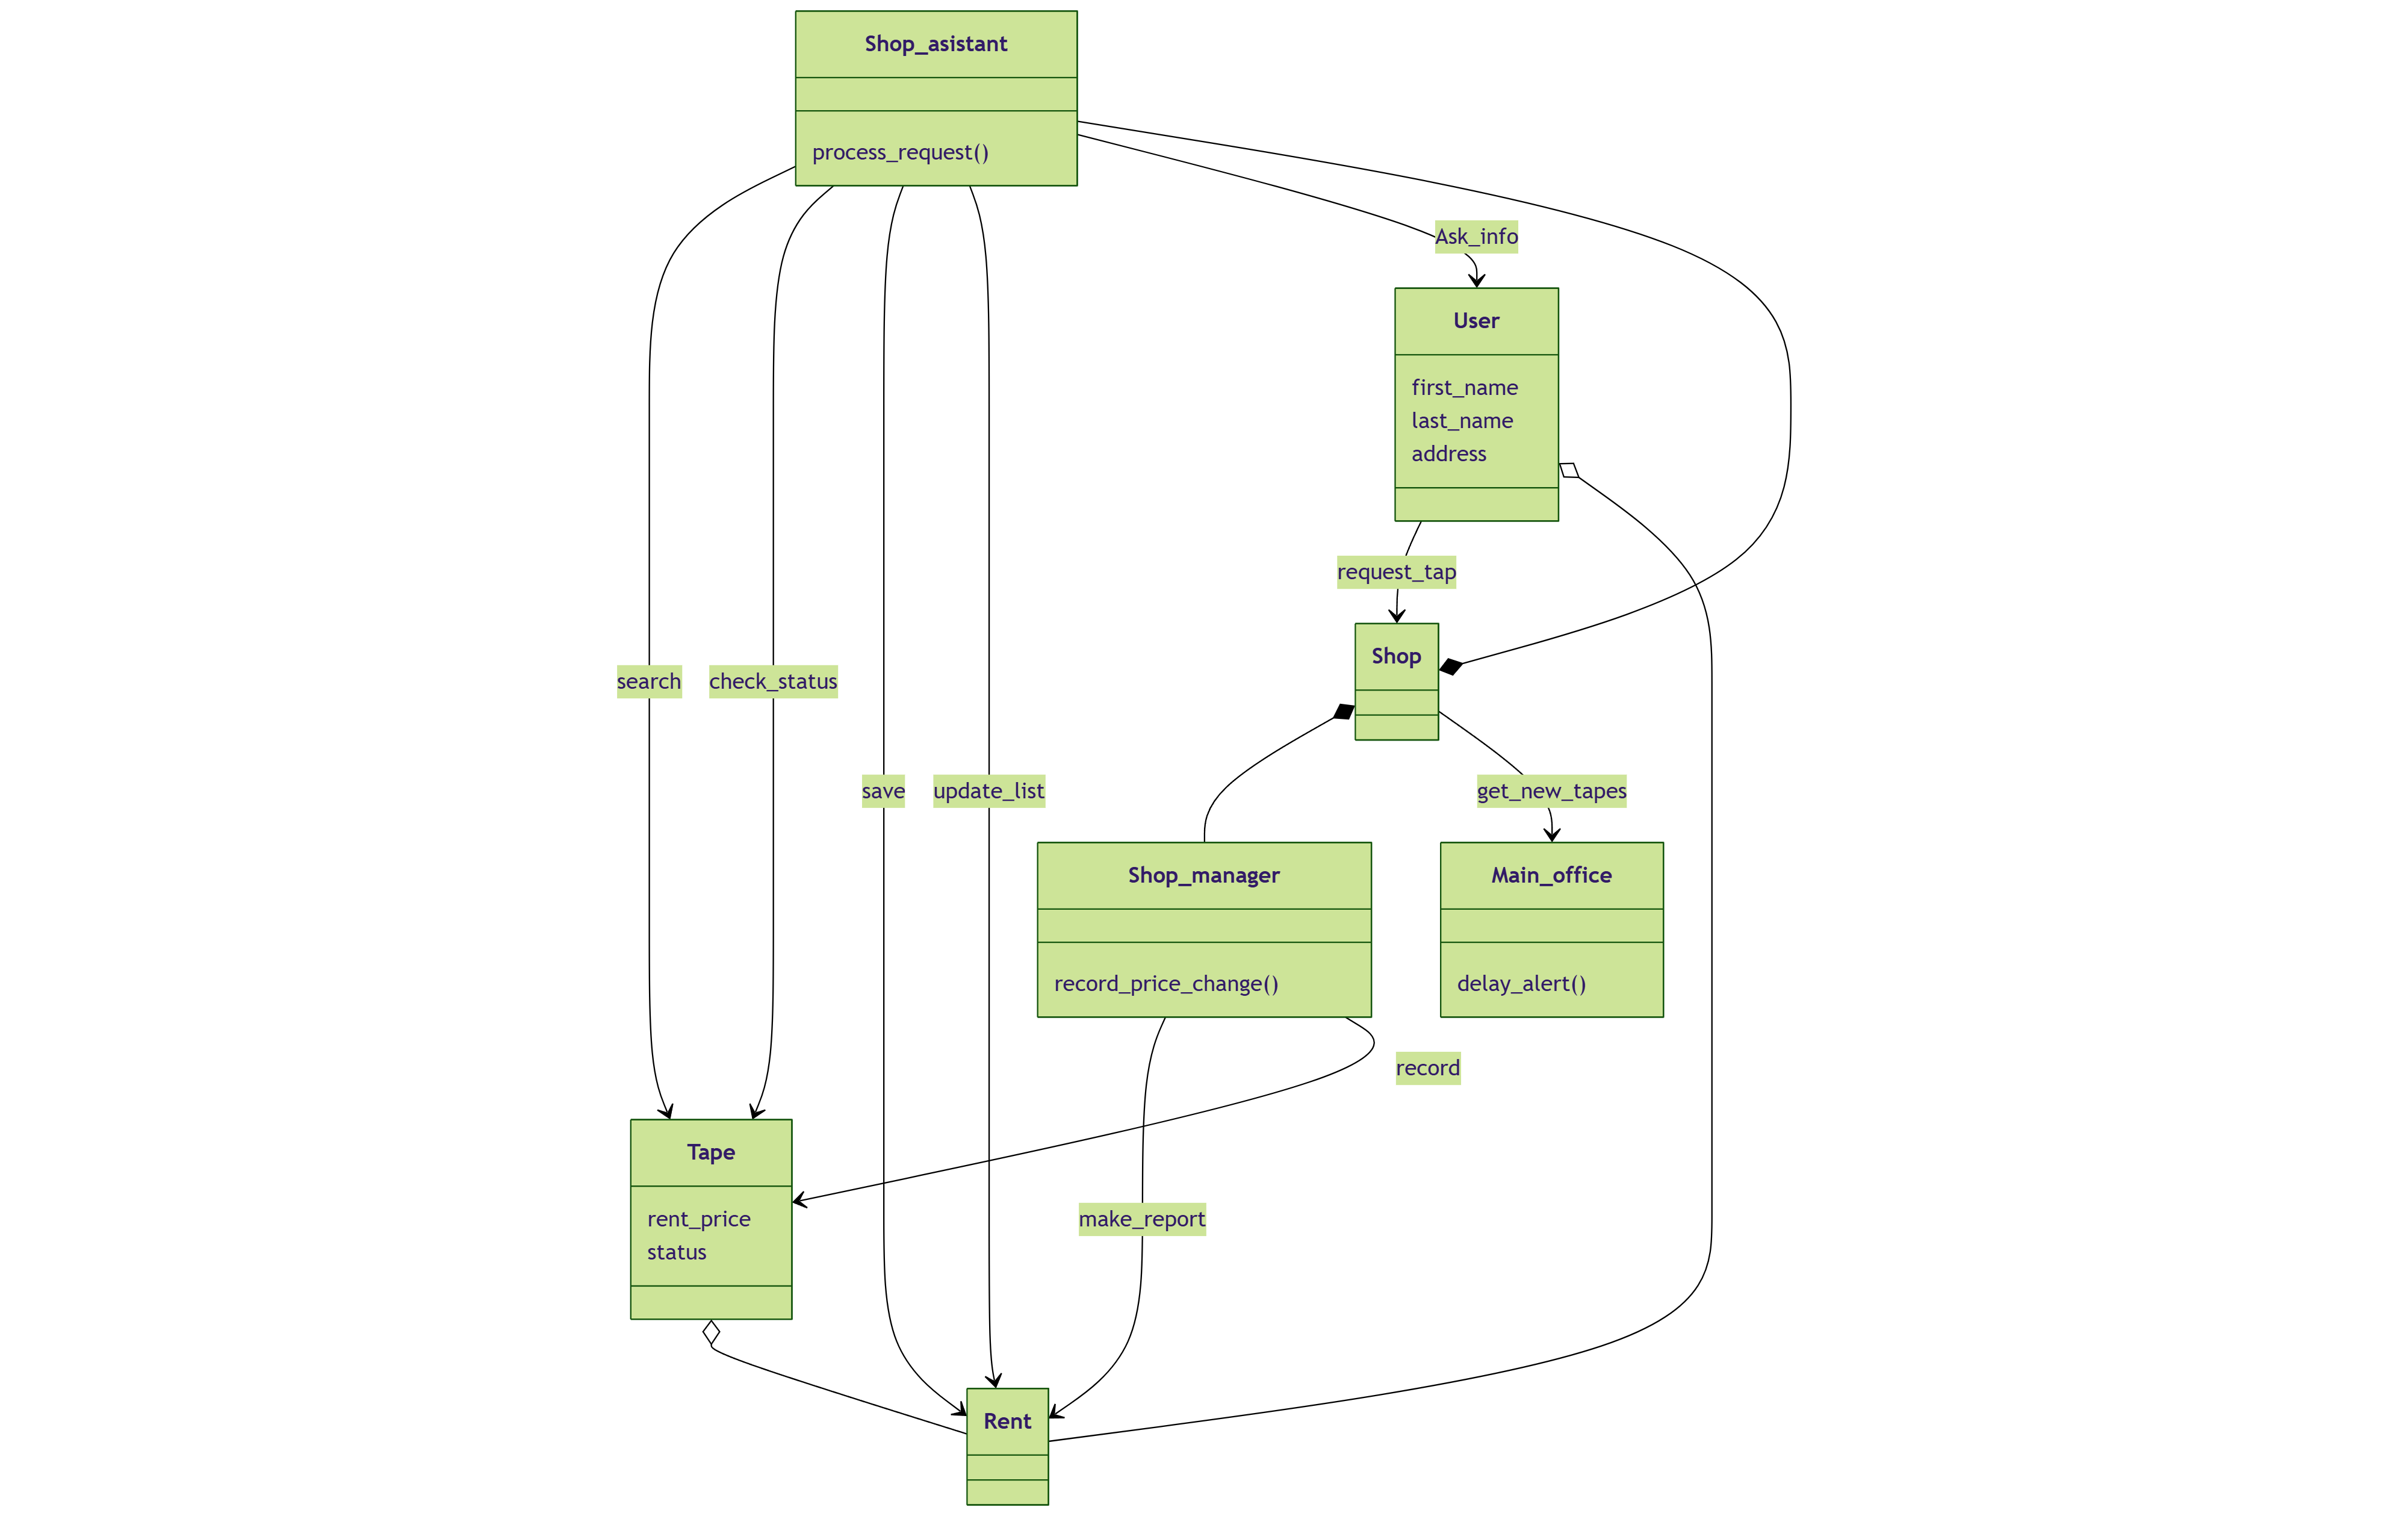 Shop_asistant
process_request()
Ask_info
User
first_name
last_name
address
request_tap
Shop
search
check_status
save
update_list
get_new_tapes
Shop_manager
record_price_change()
Main_office
delay_alert()
record
Tape
rent_price
status
make_report
Rent